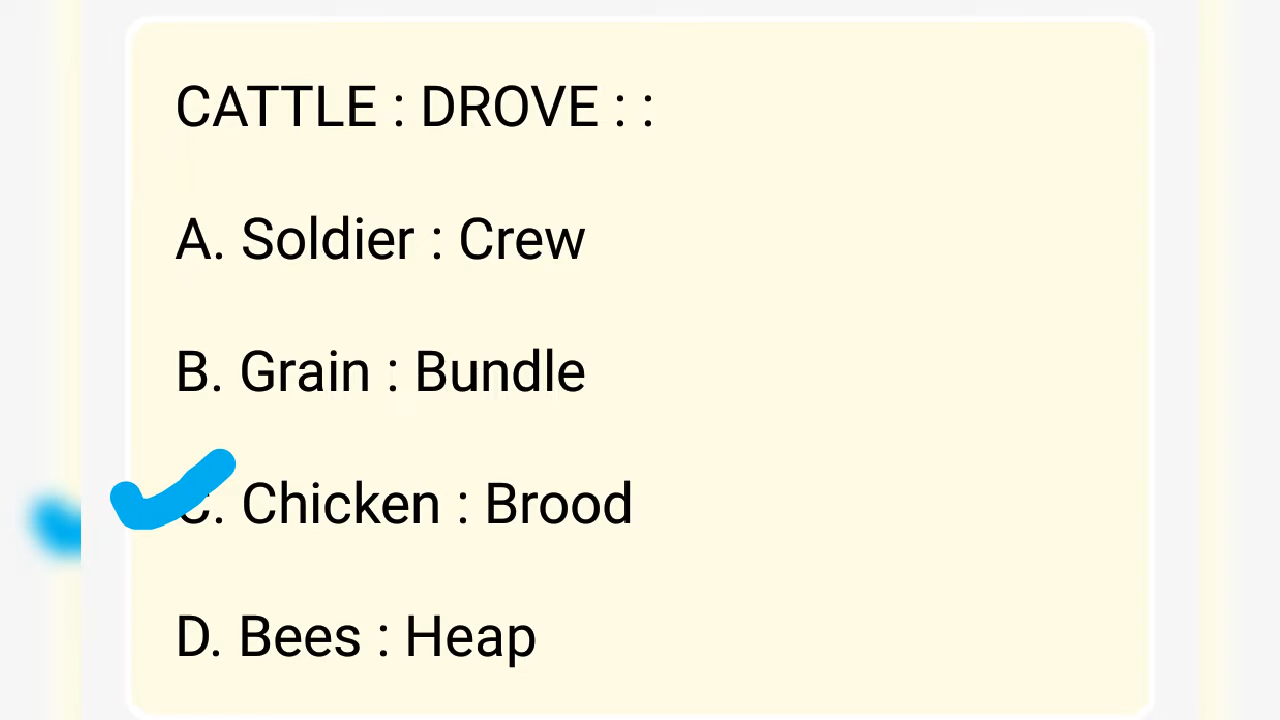 CATTLE : DROVE : :
A. Soldier : Crew
B. Grain : Bundle
C. Chicken : Brood
D. Bees : Heap